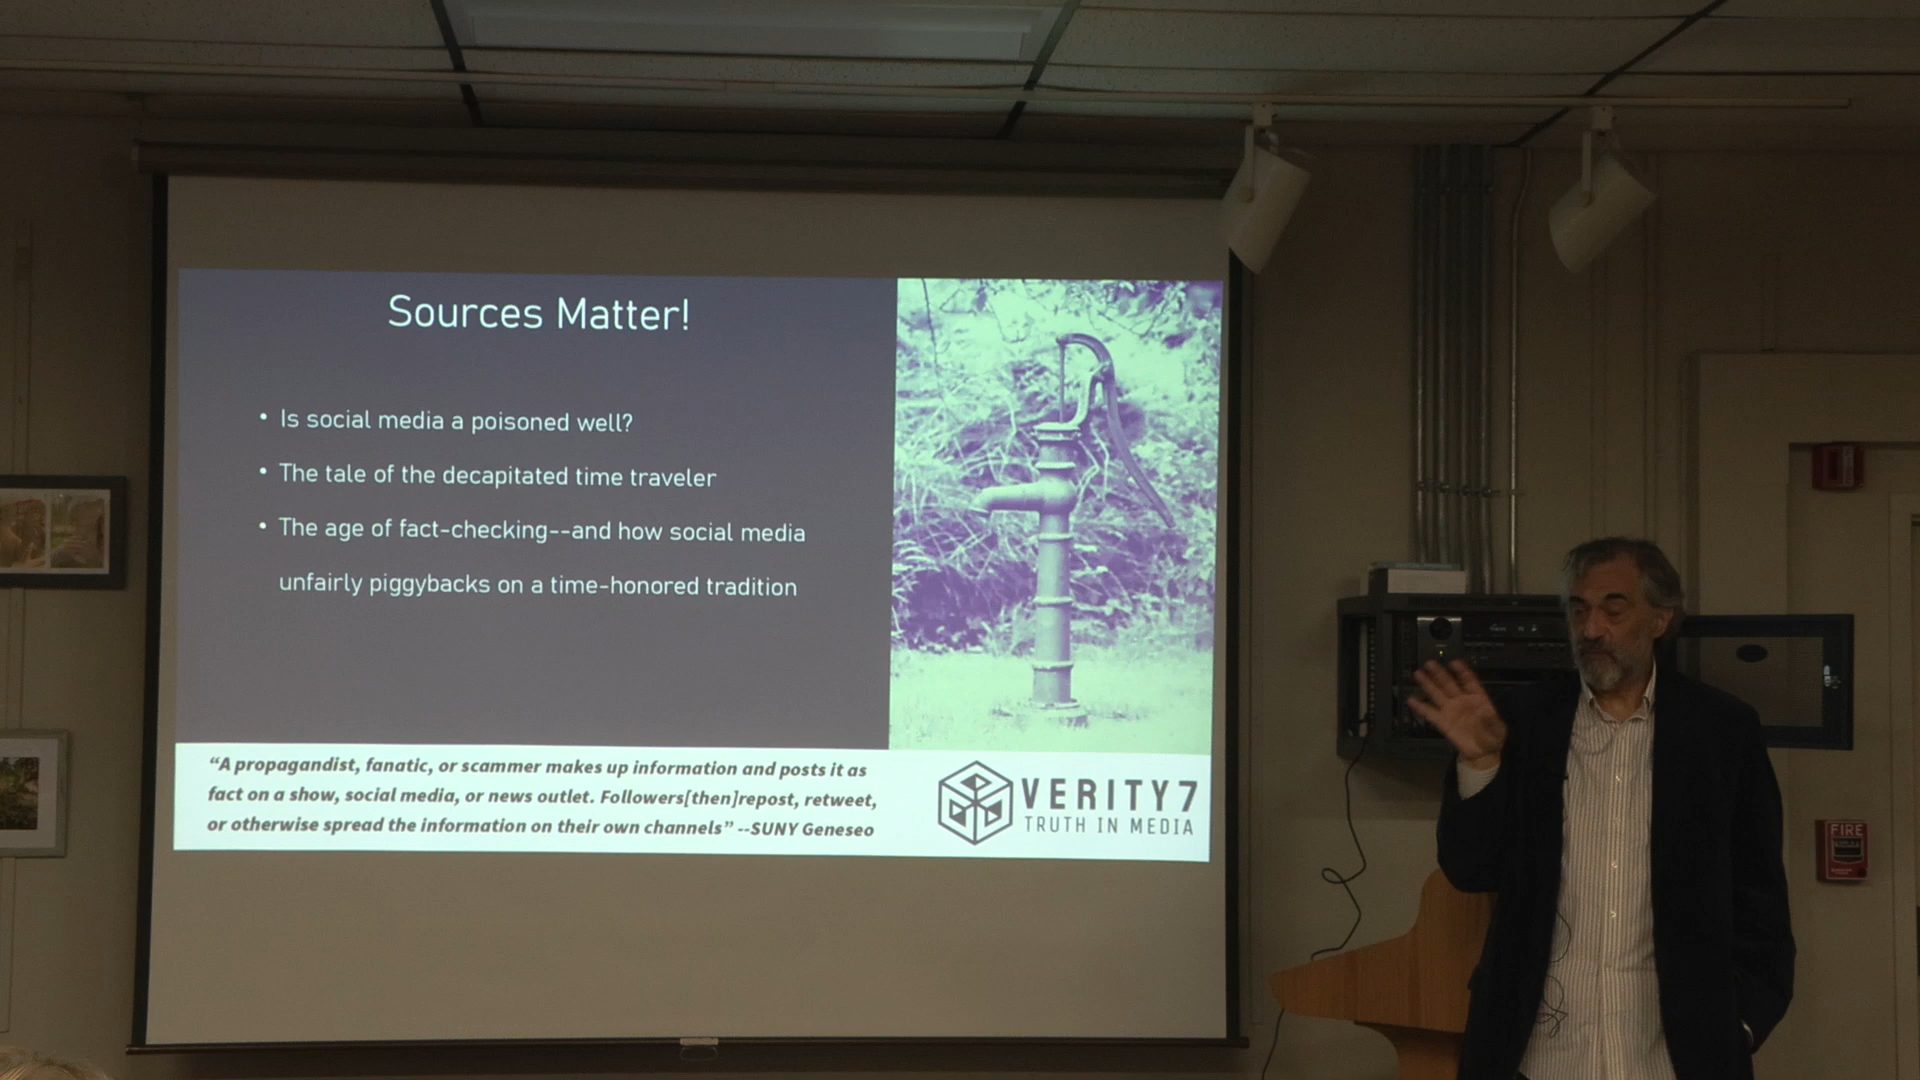 Sources Matter!
• Is social media a poisoned well?
• The tale of the decapitated time traveler
• The age of fact-checking--and how social media
unfairly piggybacks on a time-honored tradition
“A propagandist, fanatic, or scammer makes up information and posts it as
fact on a show, social media, or news outlet. Followers[then]repost, retweet,
or otherwise spread the information on their own channels” --SUNY Geneseo
VERITY7
TRUTH IN MEDIA
FIRE